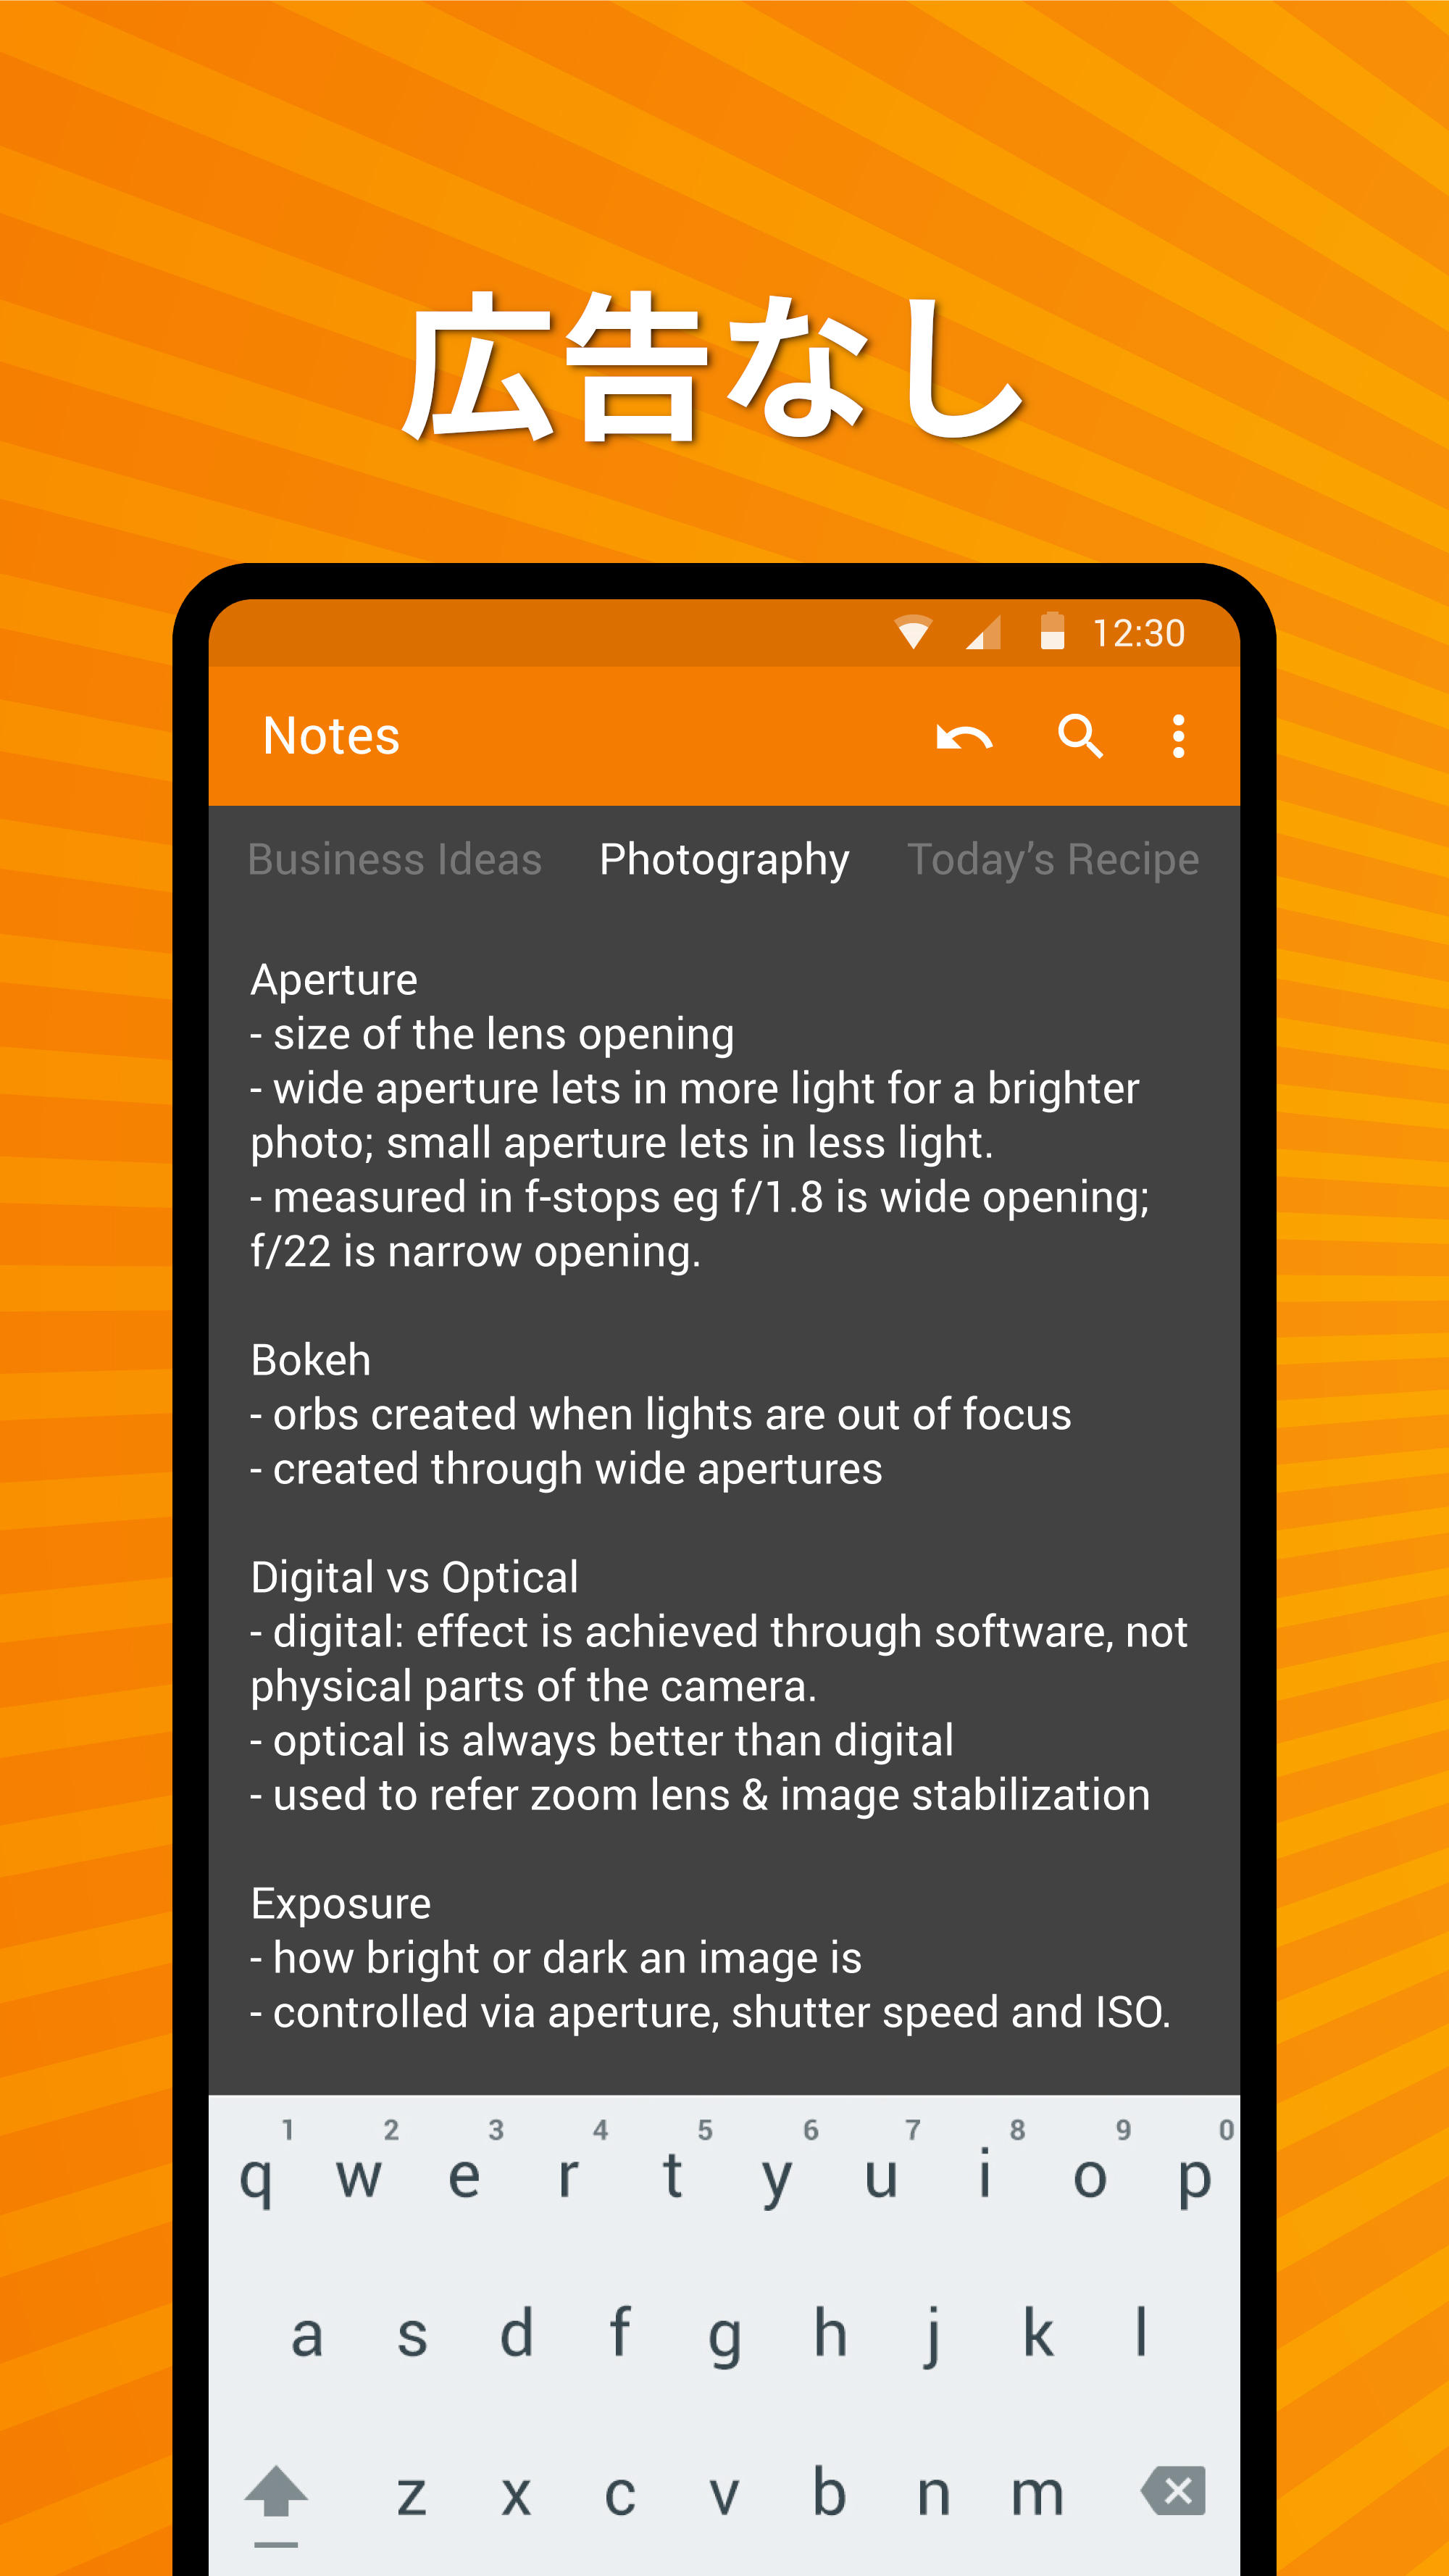 広告なし
12:30
Notes
Business Ideas Photography Today's Recipe
Aperture
- size of the lens opening
- wide aperture lets in more light for a brighter
photo; small aperture lets in less light.
- measured in f-stops eg f/1.8 is wide opening;
f/22 is narrow opening.
Bokeh
- orbs created when lights are out of focus
- created through wide apertures
Digital vs Optical
- digital: effect is achieved through software, not
physical parts of the camera.
- optical is always better than digital
- used to refer zoom lens & image stabilization
Exposure
- how bright or dark an image is
- controlled via aperture, shutter speed and ISO.
1 2 3 4 5 6 7 8 9 0
q w e r t y u i o p
a s d f g h j k l
z x c v b n m